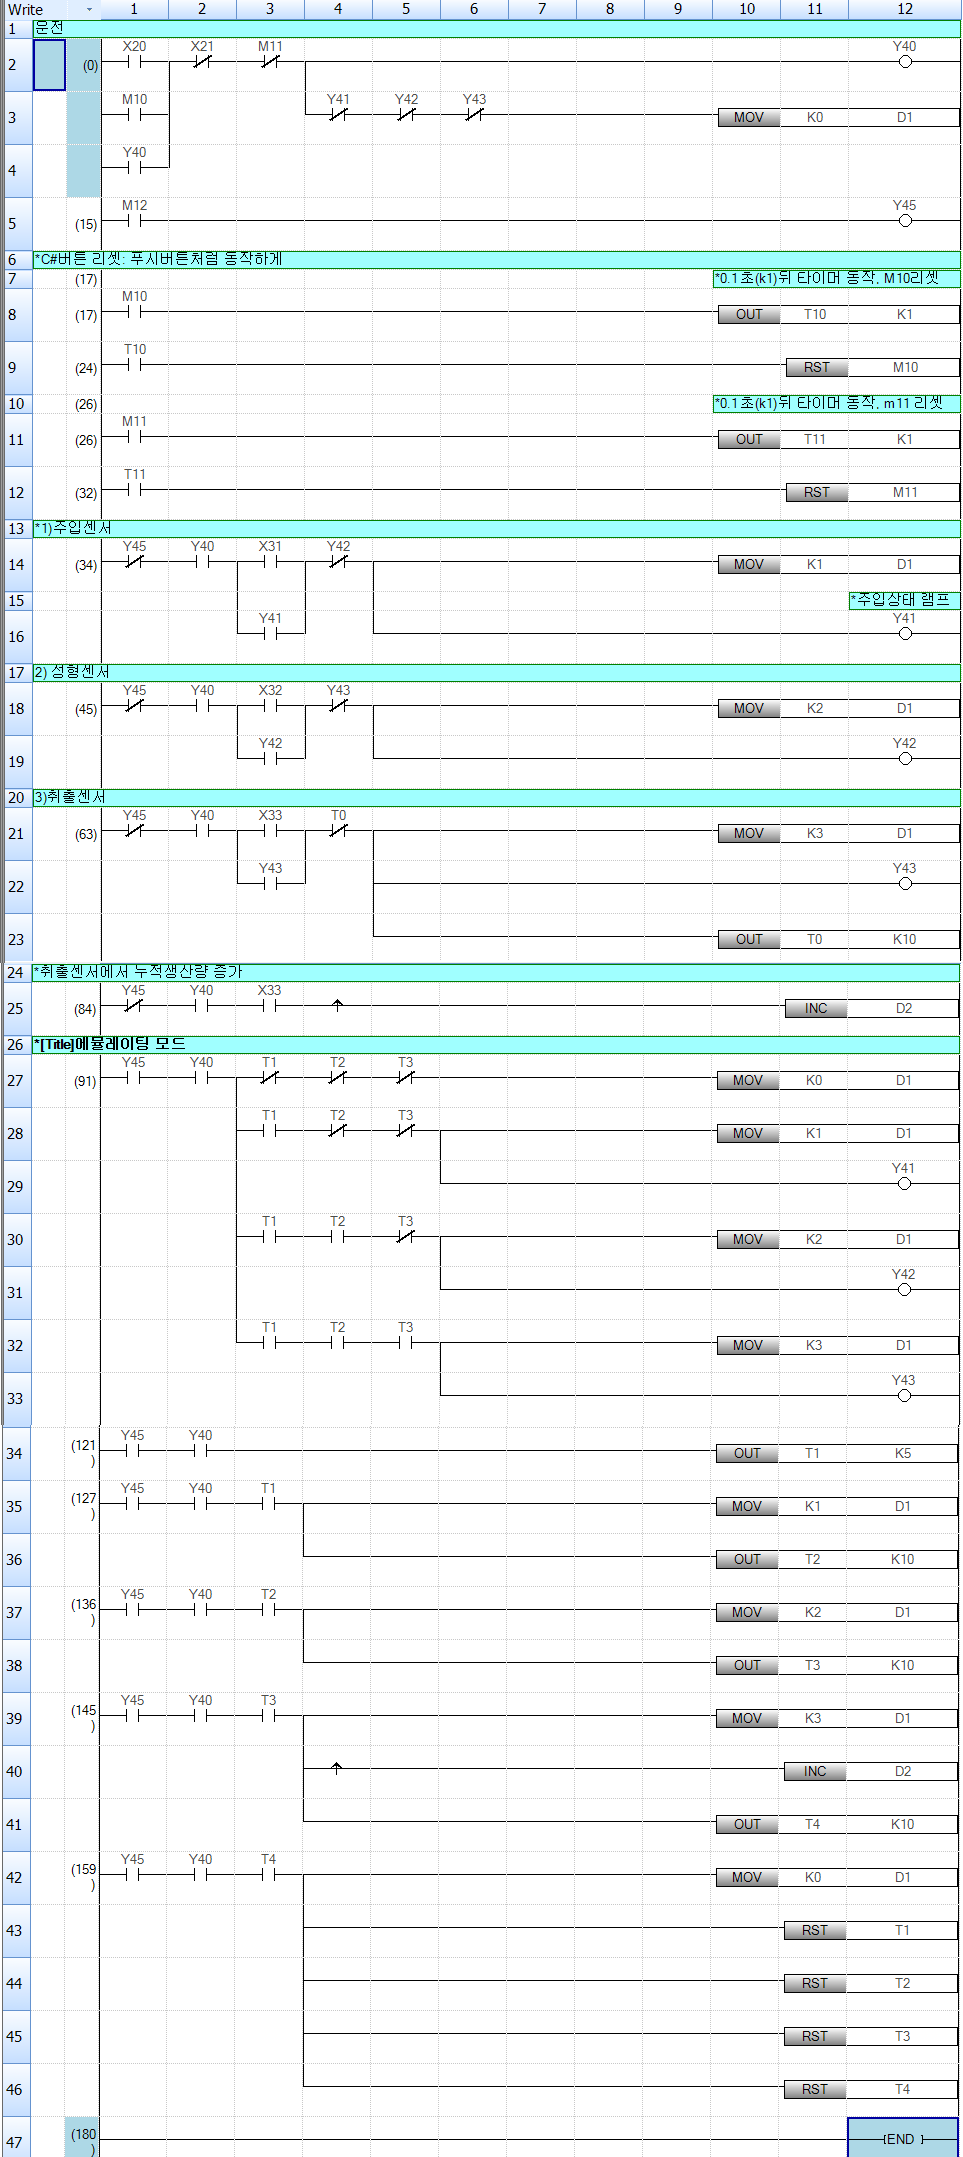 Write 1 2 3 4 5 6 7 8 9 10 11 12
1 운전
X20 X21 M11 Y40
2 (0)
M10 Y41 Y42 Y43
3 MOV K0 D1
Y40
4
M12 Y45
5 (15)
6 *C#버튼 리셋: 푸시버튼처럼 동작하게
7 (17) *0.1초(k1)뒤 타이머 동작, M10리셋
M10
8 (17) OUT T10 K1
T10
9 (24) RST M10
10 (26) *0.1초(k1)뒤 타이머 동작, m11 리셋
M11
11 (26) OUT T11 K1
T11
12 (32) RST M11
13 *1)주입센서
Y45 Y40 X31 Y42
14 (34) MOV K1 D1
15 *주입상태 램프
Y41 Y41
16
17 2) 성형센서
Y45 Y40 X32 Y43
18 (45) MOV K2 D1
Y42 Y42
19
20 3)취출센서
Y45 Y40 X33 T0
21 (63) MOV K3 D1
Y43 Y43
22
23 OUT T0 K10
24 *취출센서에서 누적생산량 증가
Y45 Y40 X33
25 (84) INC D2
26 *[Title]에뮬레이팅 모드
Y45 Y40 T1 T2 T3
27 (91) MOV K0 D1
T1 T2 T3
28 MOV K1 D1
Y41
29
T1 T2 T3
30 MOV K2 D1
Y42
31
T1 T2 T3
32 MOV K3 D1
Y43
33
Y45 Y40
34 (121) OUT T1 K5
Y45 Y40 T1
35 (127) MOV K1 D1
36 OUT T2 K10
Y45 Y40 T2
37 (136) MOV K2 D1
38 OUT T3 K10
Y45 Y40 T3
39 (145) MOV K3 D1
40 INC D2
41 OUT T4 K10
Y45 Y40 T4
42 (159) MOV K0 D1
43 RST T1
44 RST T2
45 RST T3
46 RST T4
47 (180) [END ]